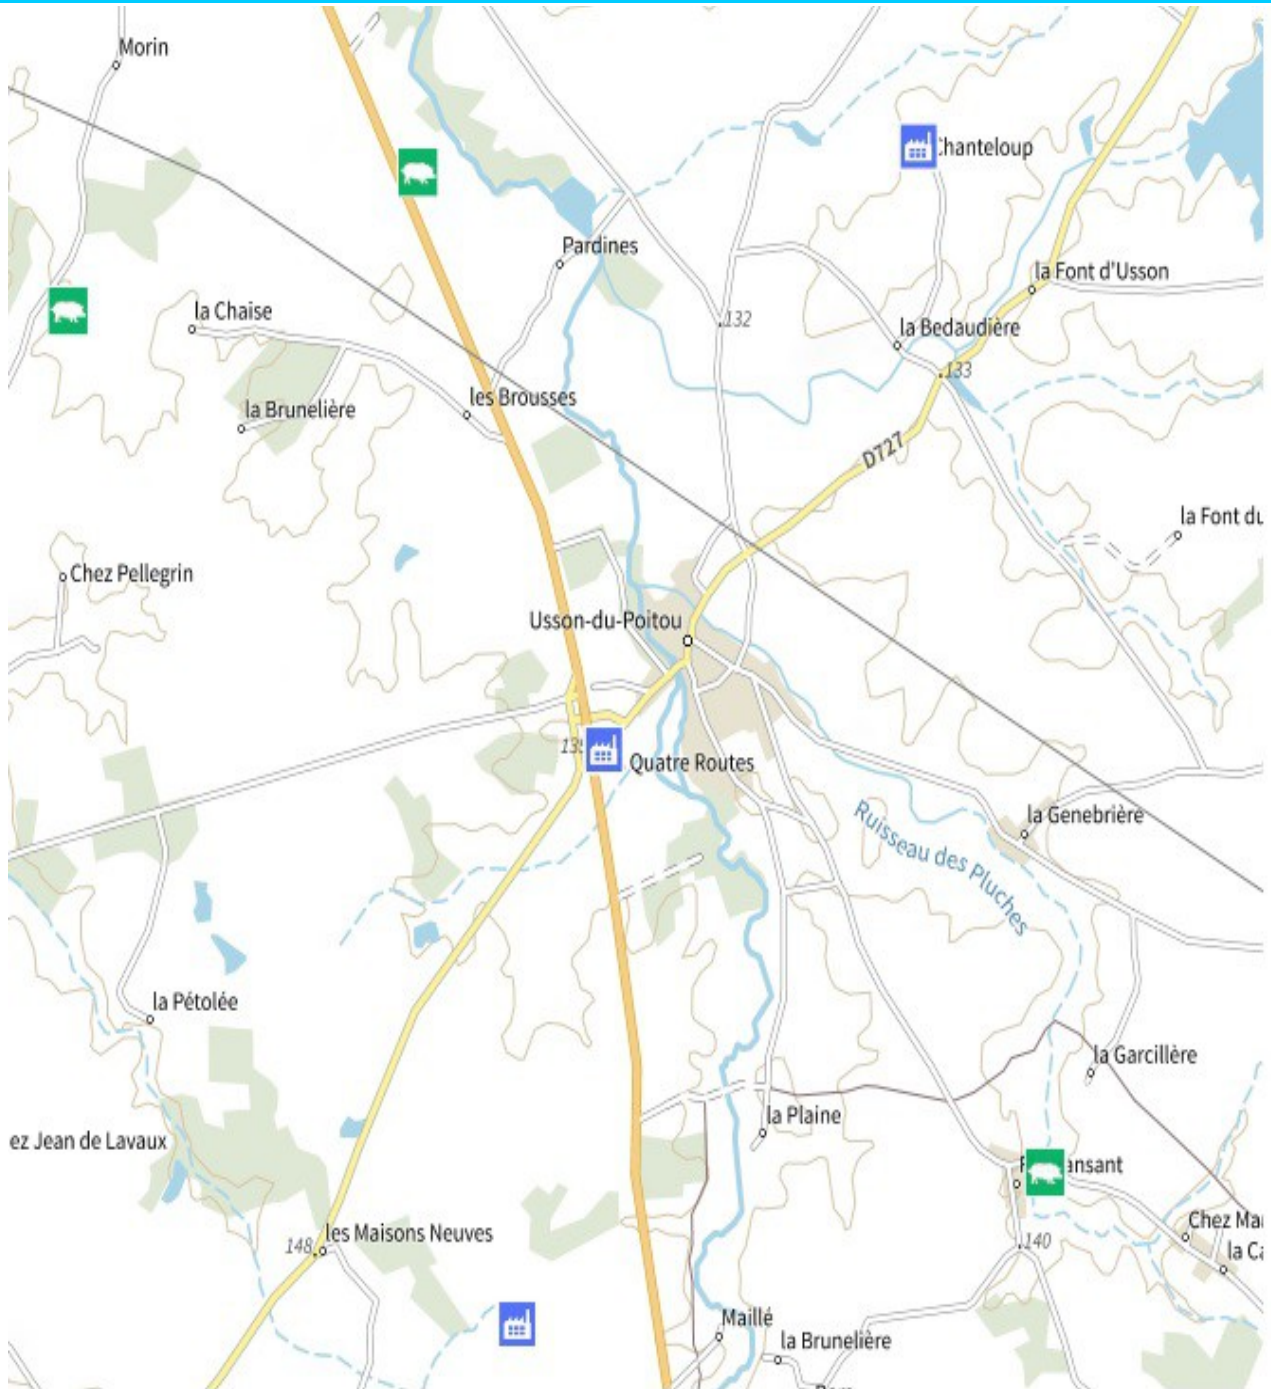 Morin
Chanteloup
Pardines
la Font d'Usson
la Chaise
132
la Bedaudière
133
les Brousses
la Brunelière
D727
la Font du
Chez Pellegrin
Usson-du-Poitou
Quatre Routes
la Genebrière
Ruisseau des Pluches
la Pétolée
la Garcillère
la Plaine
ez Jean de Lavaux
ansant
Chez Mar
les Maisons Neuves
148
140
la Ca
Maillé
la Brunelière